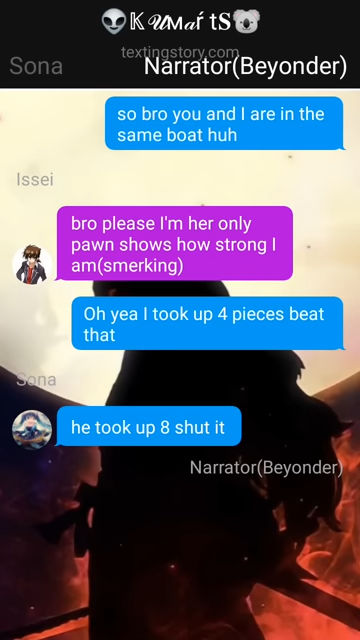 👽𝕂 𝓤ᴍ𝒶ŕ t𝐒🐨
textingstory.com
Sona
Narrator(Beyonder)
so bro you and I are in the
same boat huh
Issei
bro please I'm her only
pawn shows how strong I
am(smerking)
Oh yea I took up 4 pieces beat
that
Sona
he took up 8 shut it
Narrator(Beyonder)